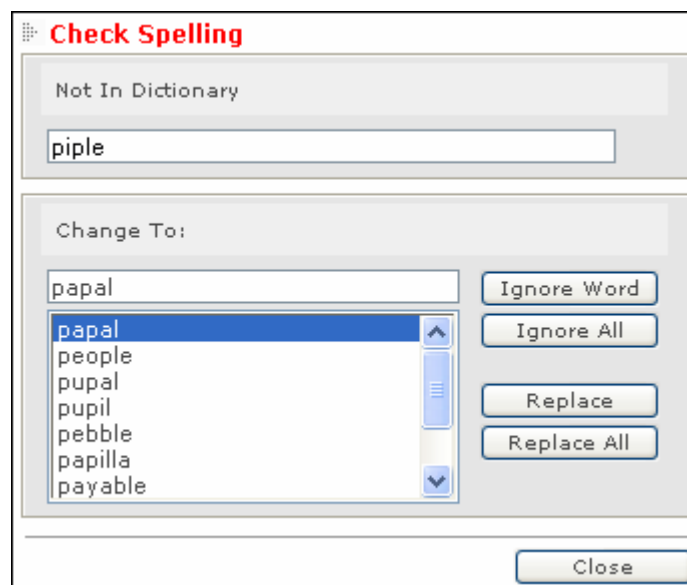 Check Spelling
Not In Dictionary
piple
Change To:
papal
Ignore Word
papal
Ignore All
people
pupal
pupil
Replace
pebble
Replace All
papilla
payable
Close